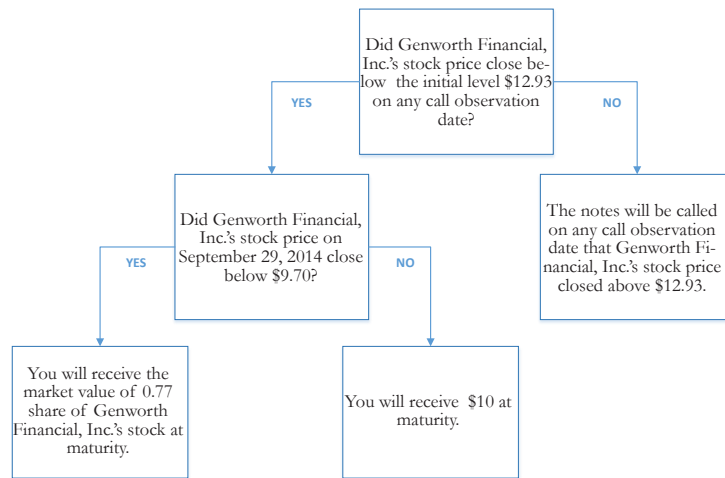 Did Genworth Financial,
Inc.'s stock price close be-
low the initial level $12.93
on any call observation
date?
YES
NO
Did Genworth Financial,
Inc.'s stock price on
September 29, 2014 close
below $9.70?
The notes will be called
on any call observation
date that Genworth Fi-
nancial, Inc.'s stock price
closed above $12.93.
YES
NO
You will receive the
market value of 0.77
share of Genworth
Financial, Inc.'s stock at
maturity.
You will receive $10 at
maturity.